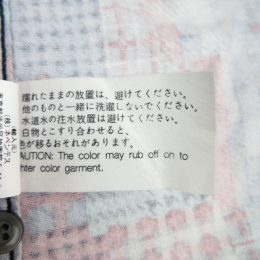 濡れたままの放置は、避けてください。
他のものと一緒に洗濯しないでください。
水道水の注水放置は避けてください。
白物とこすり合わせると、
色が移るおそれがあります。
CAUTION: The color may rub off on to
lighter color garment.